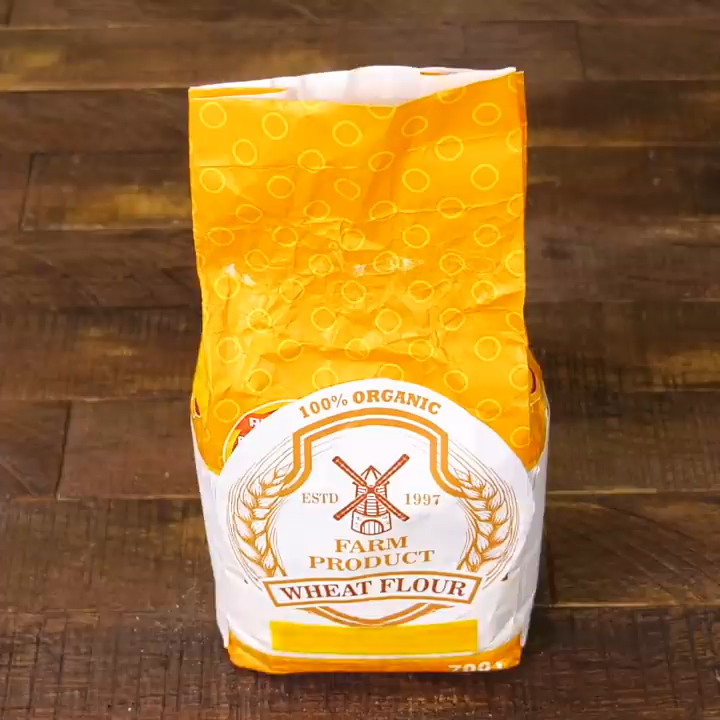 100% ORGANIC
ESTD 1997
FARM
PRODUCT
WHEAT FLOUR